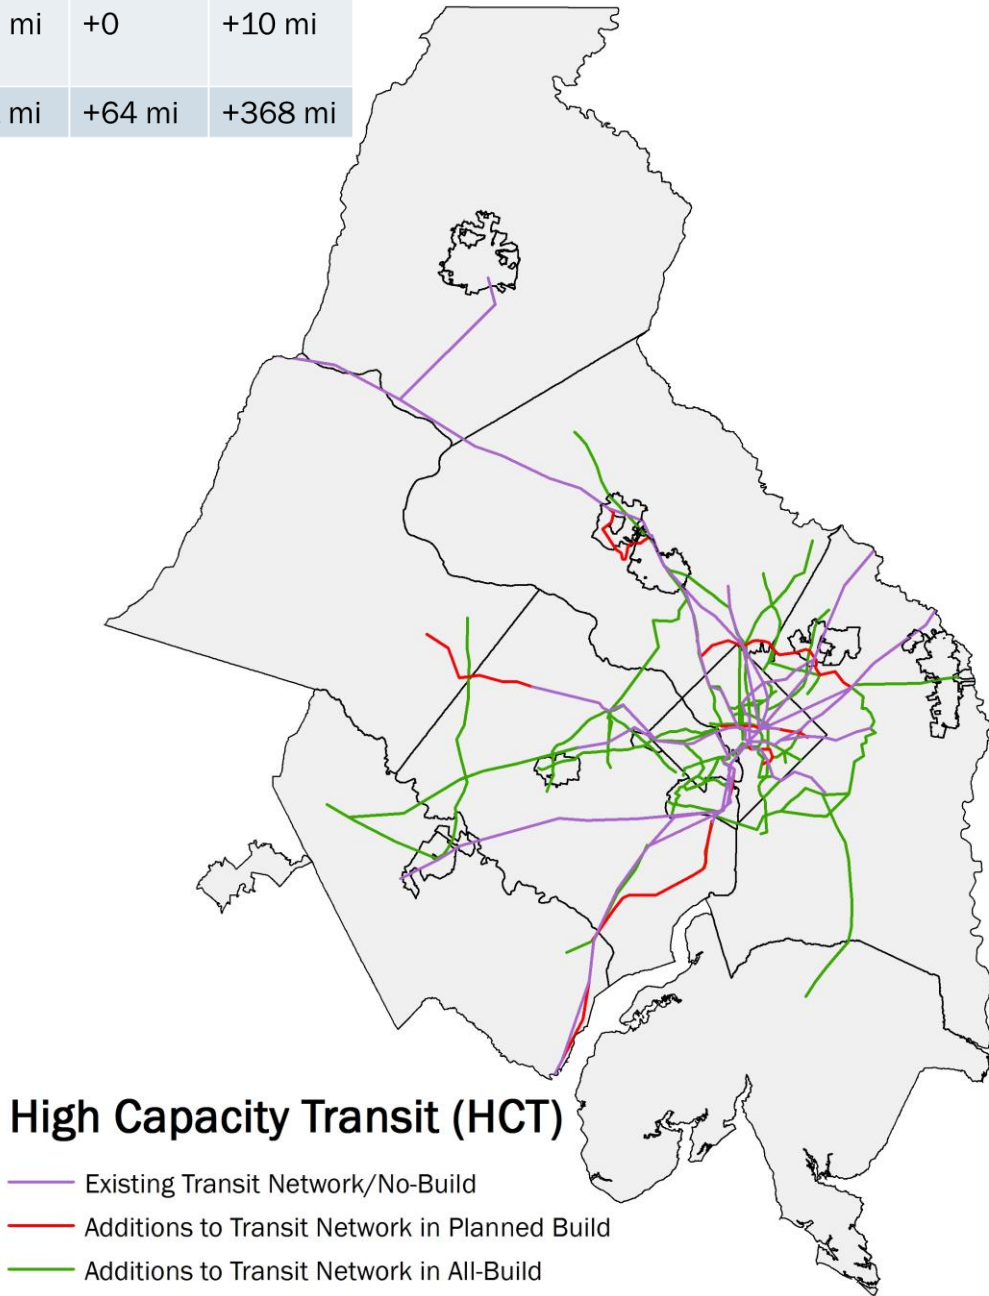 mi +0 +10 mi
mi +64 mi +368 mi
High Capacity Transit (HCT)
Existing Transit Network/No-Build
Additions to Transit Network in Planned Build
Additions to Transit Network in All-Build